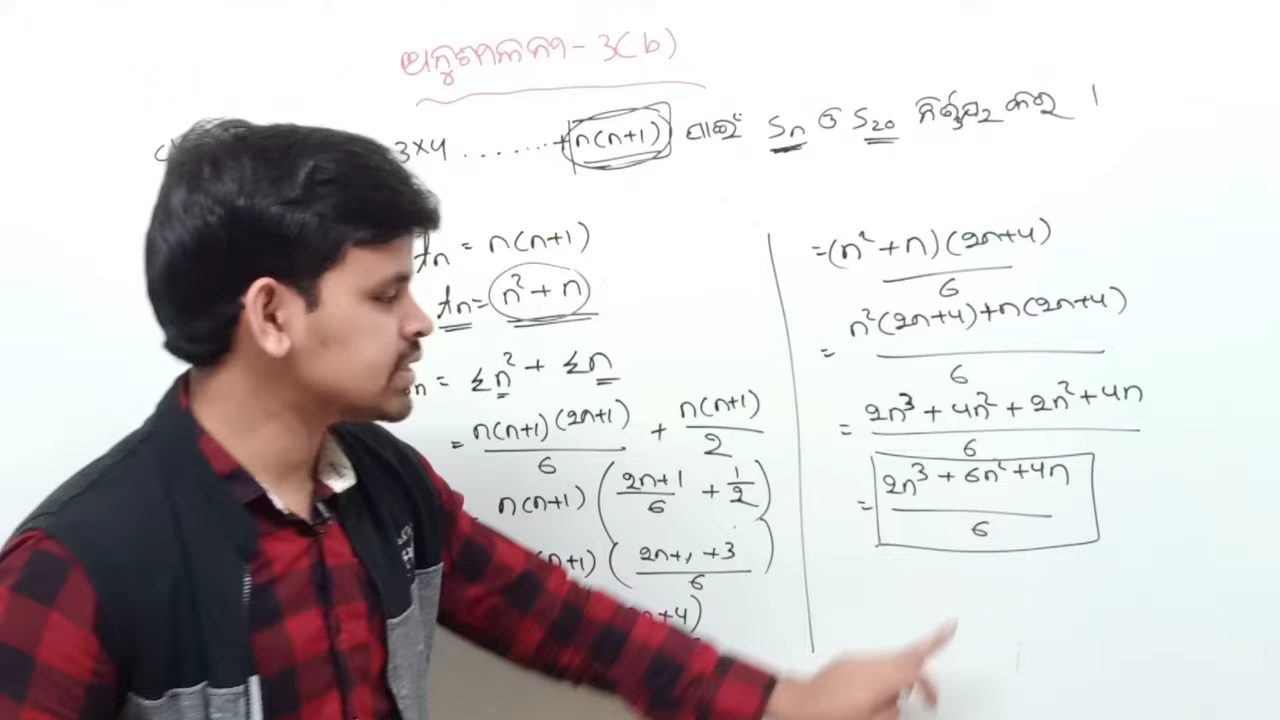 ଅନୁଶୀଳନୀ - 3(b)
3×4 ........+ n(n+1) ପାଇଁ Sn ଓ S20 ନିର୍ଣ୍ଣୟ କର ।
tn = n(n+1)
tn = n² + n
n = Σn² + Σn
= n(n+1)(2n+1)/6 + n(n+1)/2
n(n+1) (2n+1/6 + 1/2)
(n+1) (2n+1+3/6)
n+4)
= (n² + n)(2n+4)/6
= n²(2n+4)+n(2n+4)/6
= 2n³ + 4n² + 2n² + 4n/6
= 2n³ + 6n² + 4n/6